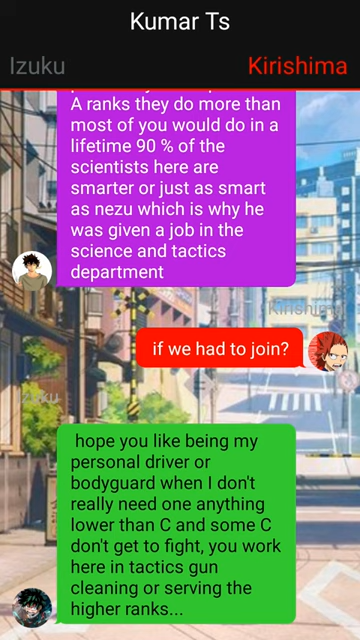 Kumar Ts
Izuku
Kirishima
A ranks they do more than
most of you would do in a
lifetime 90 % of the
scientists here are
smarter or just as smart
as nezu which is why he
was given a job in the
science and tactics
department
Kirishima
if we had to join?
Izuku
hope you like being my
personal driver or
bodyguard when I don't
really need one anything
lower than C and some C
don't get to fight, you work
here in tactics gun
cleaning or serving the
higher ranks...